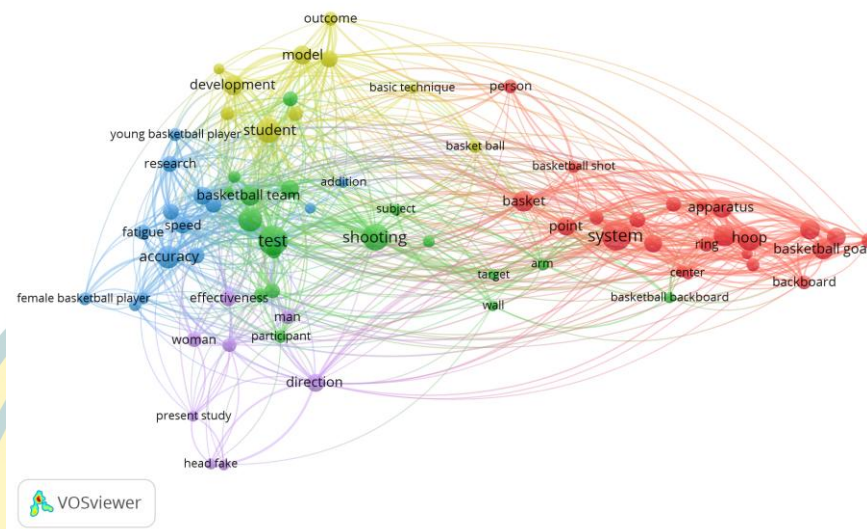 outcome
model
development
basic technique
person
student
young basketball player
basket ball
research
basketball shot
addition
basketball team
basket
subject
apparatus
speed
point
fatigue
test
shooting
system
ring
hoop
basketball goa
accuracy
arm
center
target
backboard
female basketball player
effectiveness
basketball backboard
wall
man
woman
participant
direction
present study
head fake
VOSviewer